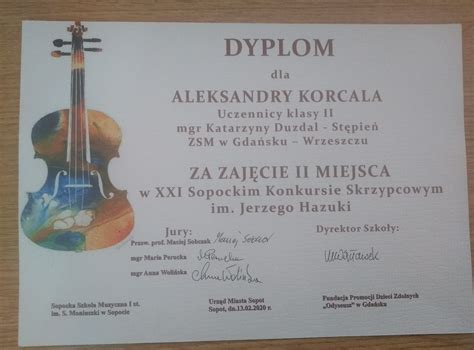 DYPLOM
dla
ALEKSANDRY KORCALA
Uczennicy klasy II
mgr Katarzyny Duzdal - Stępień
ZSM w Gdańsku – Wrzeszczu
ZA ZAJĘCIE II MIEJSCA
w XXI Sopockim Konkursie Skrzypcowym
im. Jerzego Hazuki
Jury:
Przew. prof. Maciej Sobczak
mgr Maria Perucka
mgr Anna Wolińska
Dyrektor Szkoły:
Sopocka Szkoła Muzyczna I st.
im. S. Moniuszki w Sopocie
Urząd Miasta Sopot
Sopot, dn.13.02.2020 r.
Fundacja Promocji Dzieci Zdolnych
"Odyseusz" w Gdańsku